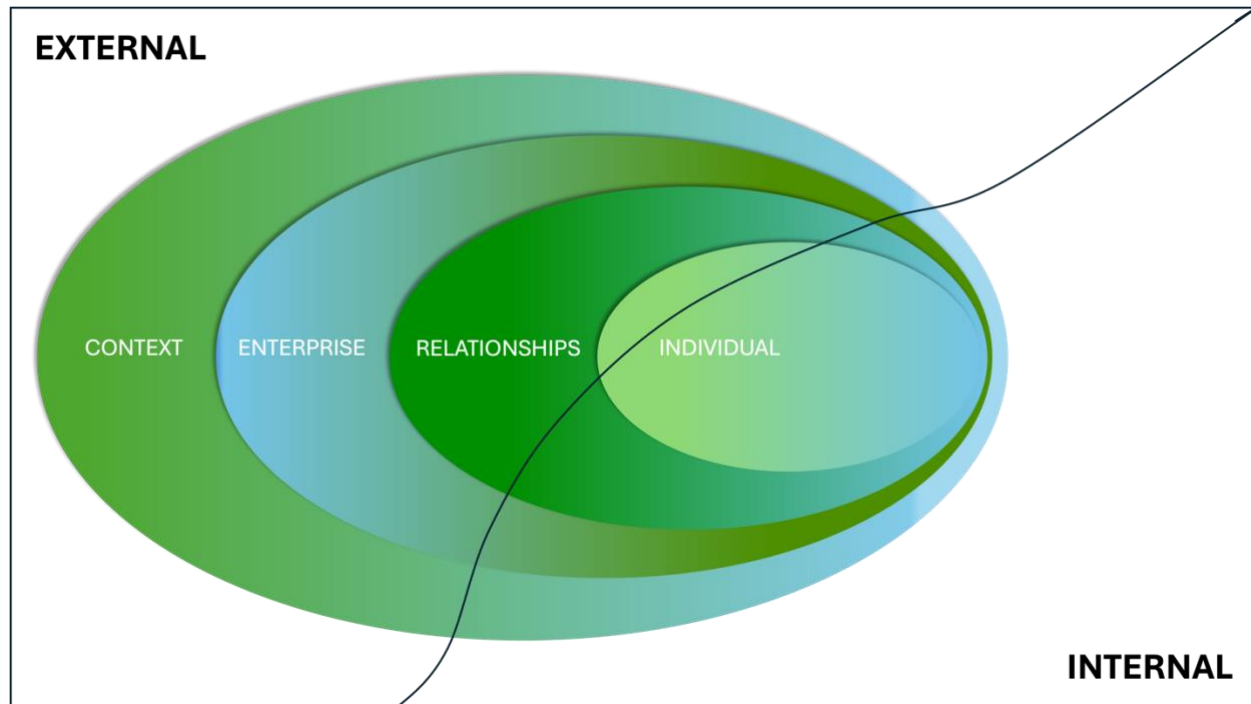 EXTERNAL
CONTEXT
ENTERPRISE
RELATIONSHIPS
INDIVIDUAL
INTERNAL